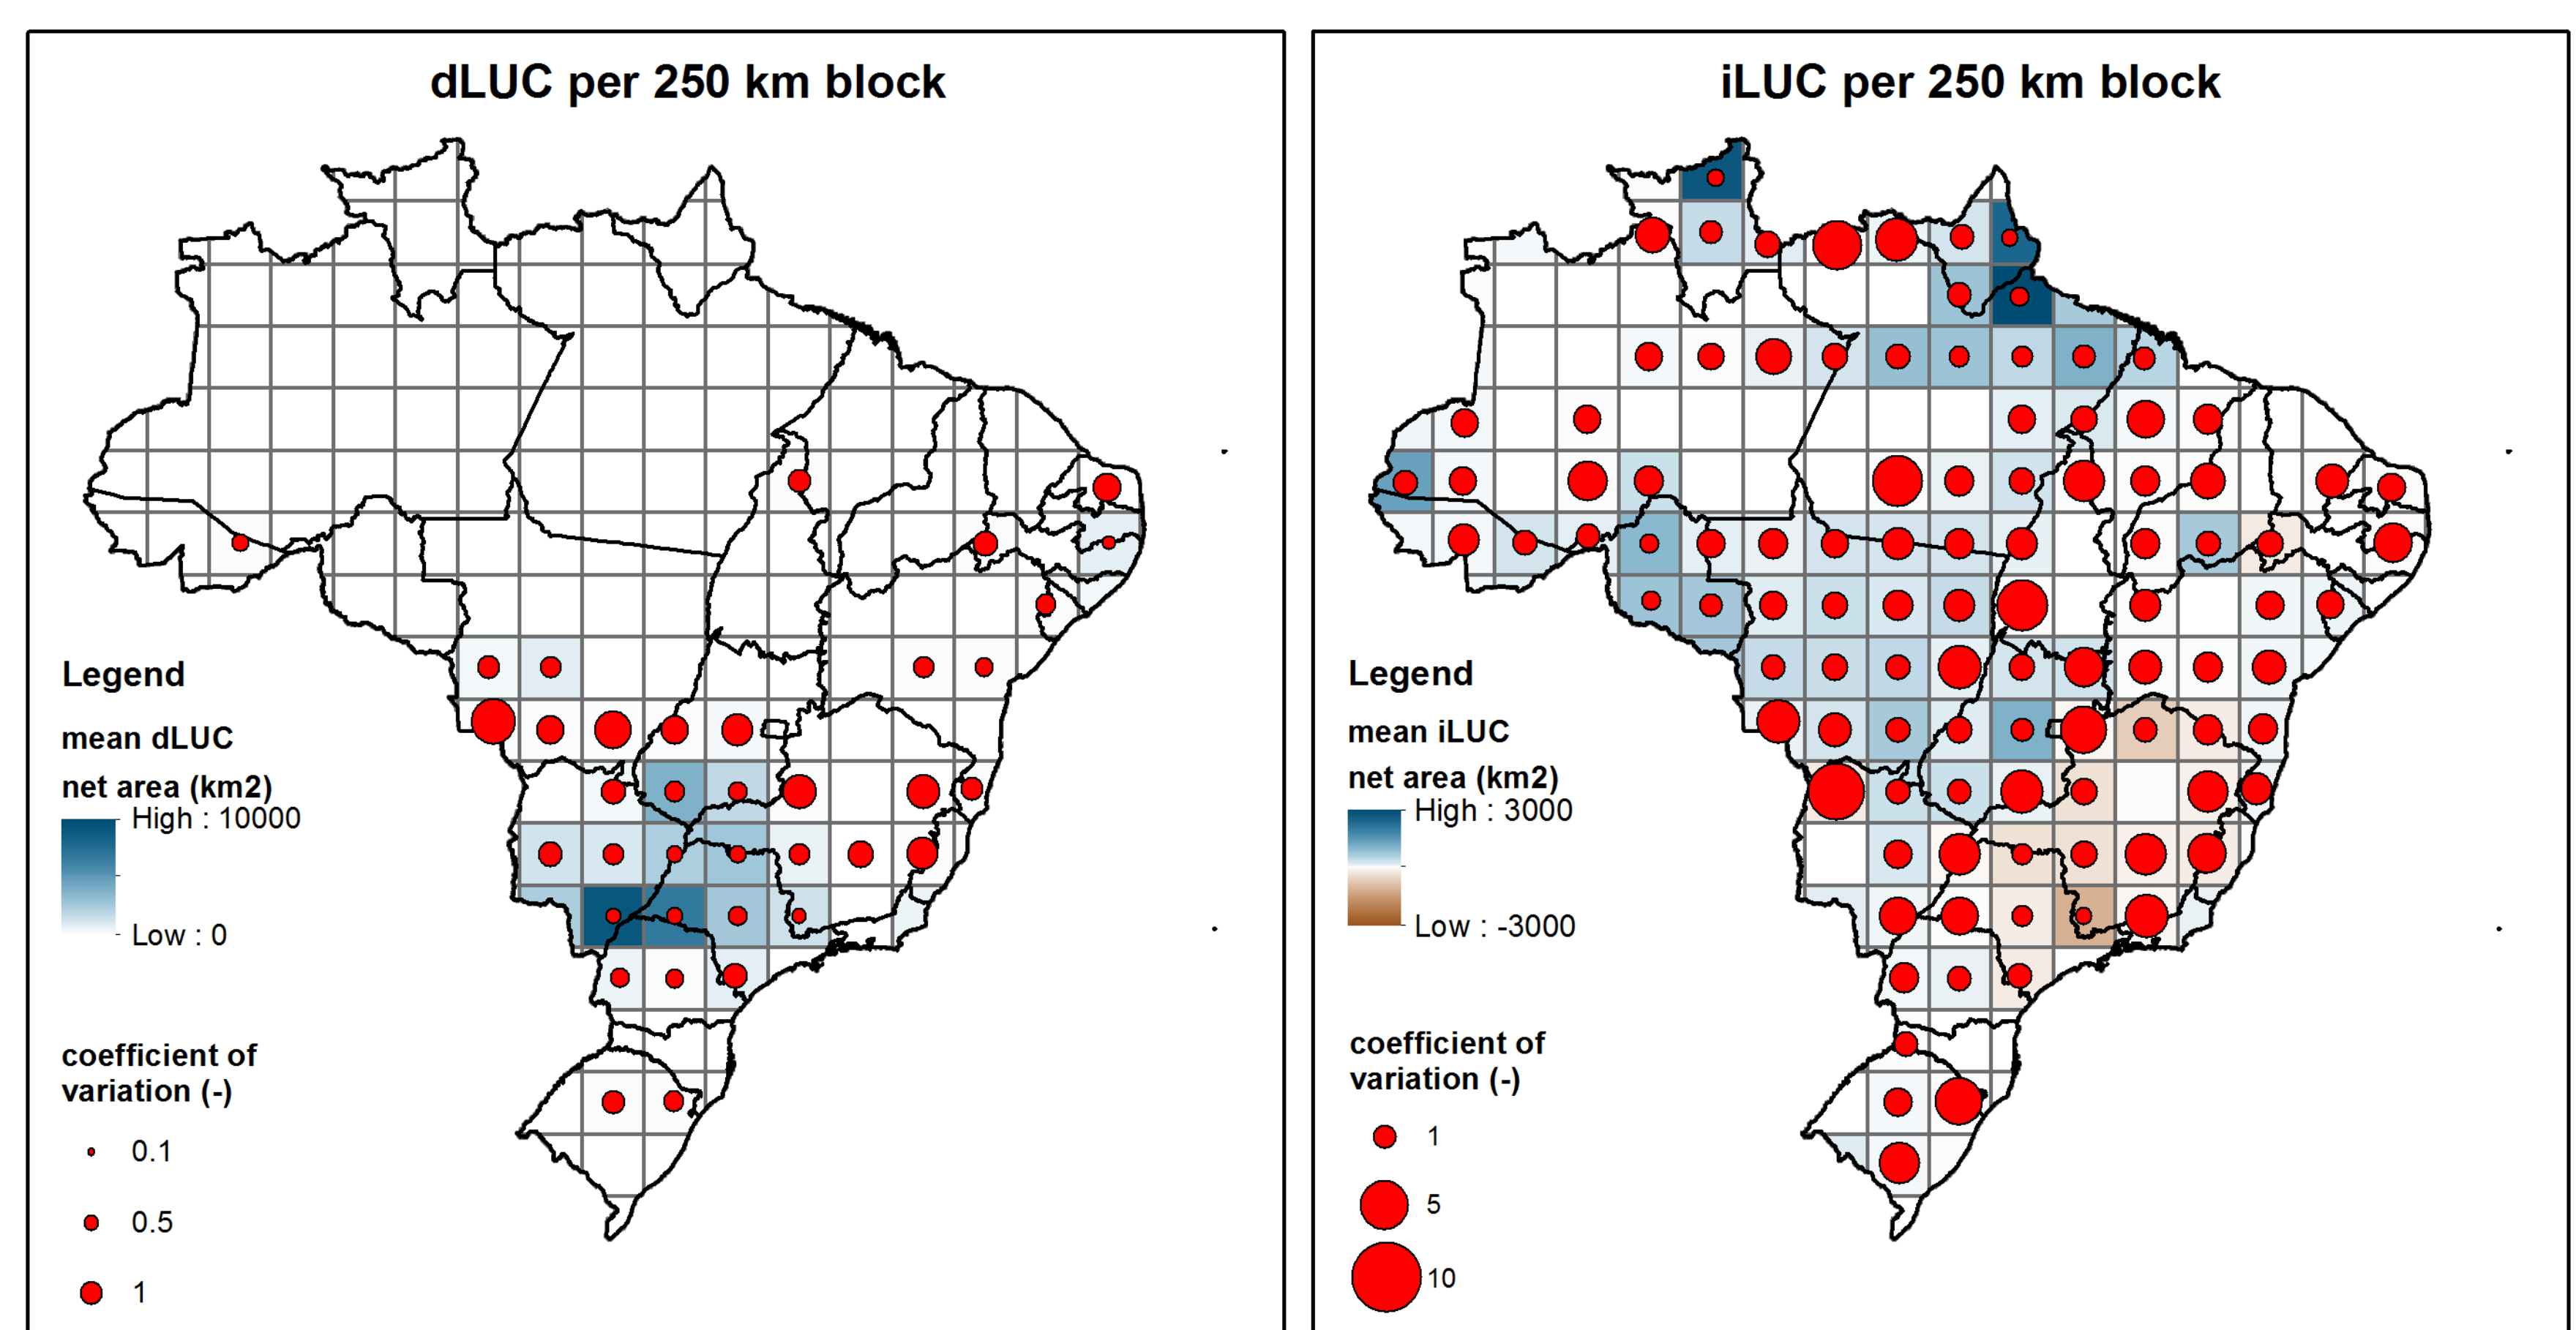 dLUC per 250 km block
Legend
mean dLUC
net area (km2)
High : 10000
Low : 0
coefficient of
variation (-)
0.1
0.5
1
iLUC per 250 km block
Legend
mean iLUC
net area (km2)
High : 3000
Low : -3000
coefficient of
variation (-)
1
5
10